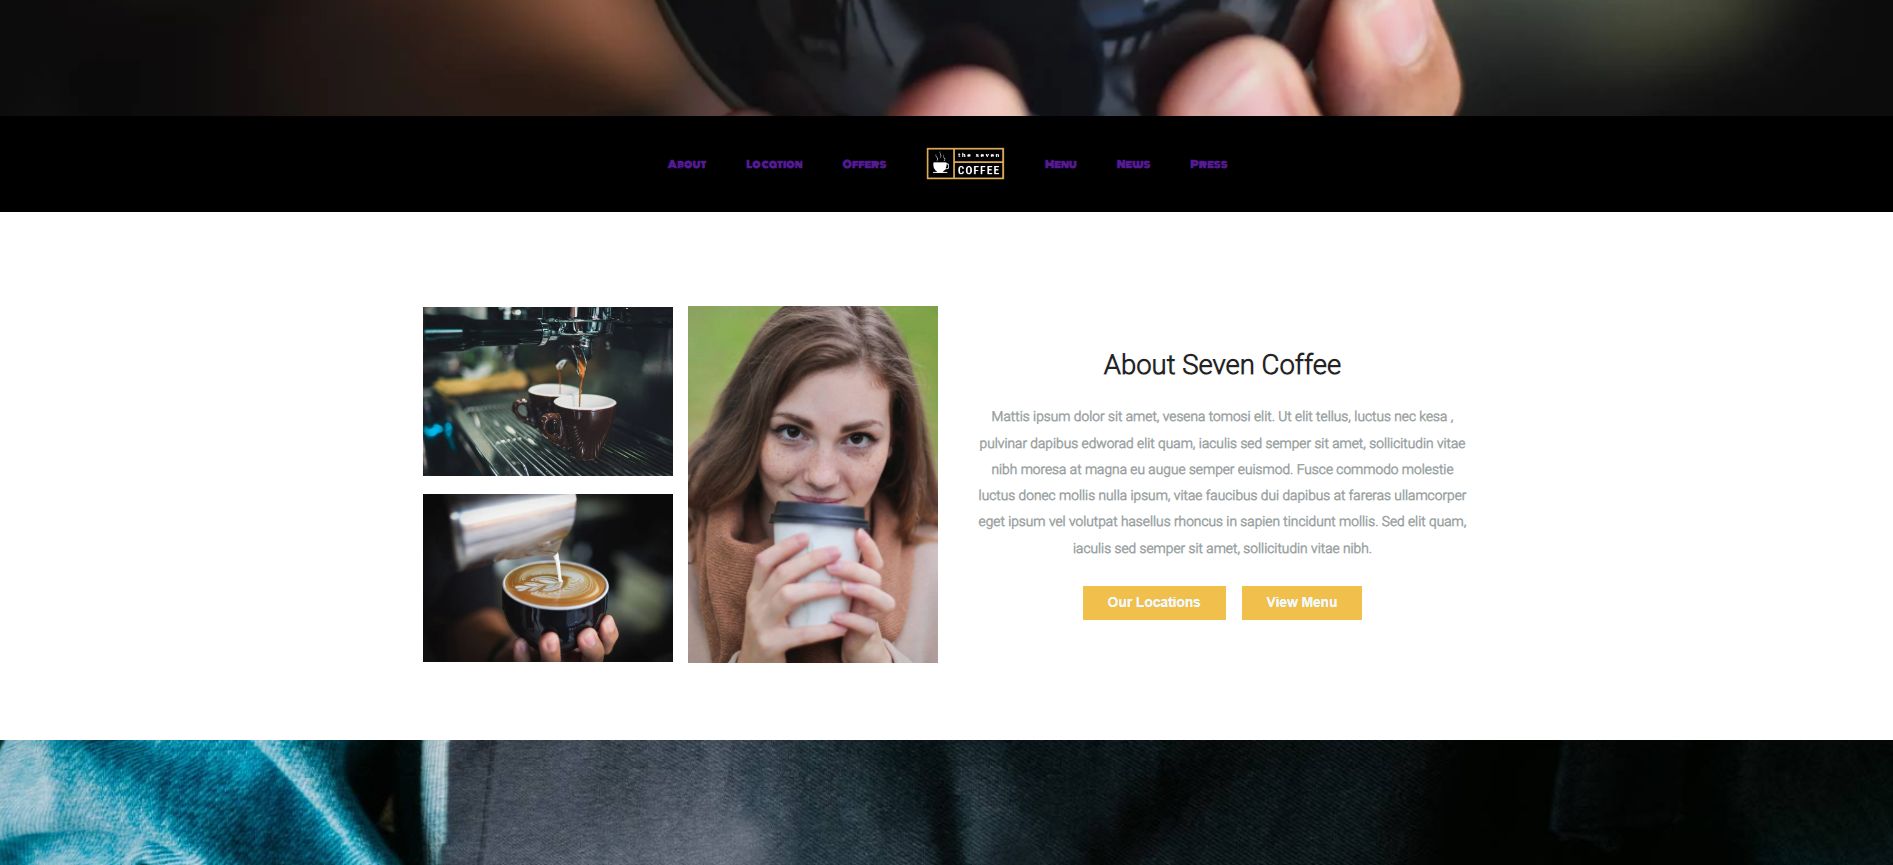 About
Location
Offers
the seven
COFFEE
Menu
News
Press
About Seven Coffee
Mattis ipsum dolor sit amet, vesena tomosi elit. Ut elit tellus, luctus nec kesa ,
pulvinar dapibus edworad elit quam, iaculis sed semper sit amet, sollicitudin vitae
nibh moresa at magna eu augue semper euismod. Fusce commodo molestie
luctus donec mollis nulla ipsum, vitae faucibus dui dapibus at fareras ullamcorper
eget ipsum vel volutpat hasellus rhoncus in sapien tincidunt mollis. Sed elit quam,
iaculis sed semper sit amet, sollicitudin vitae nibh.
Our Locations
View Menu